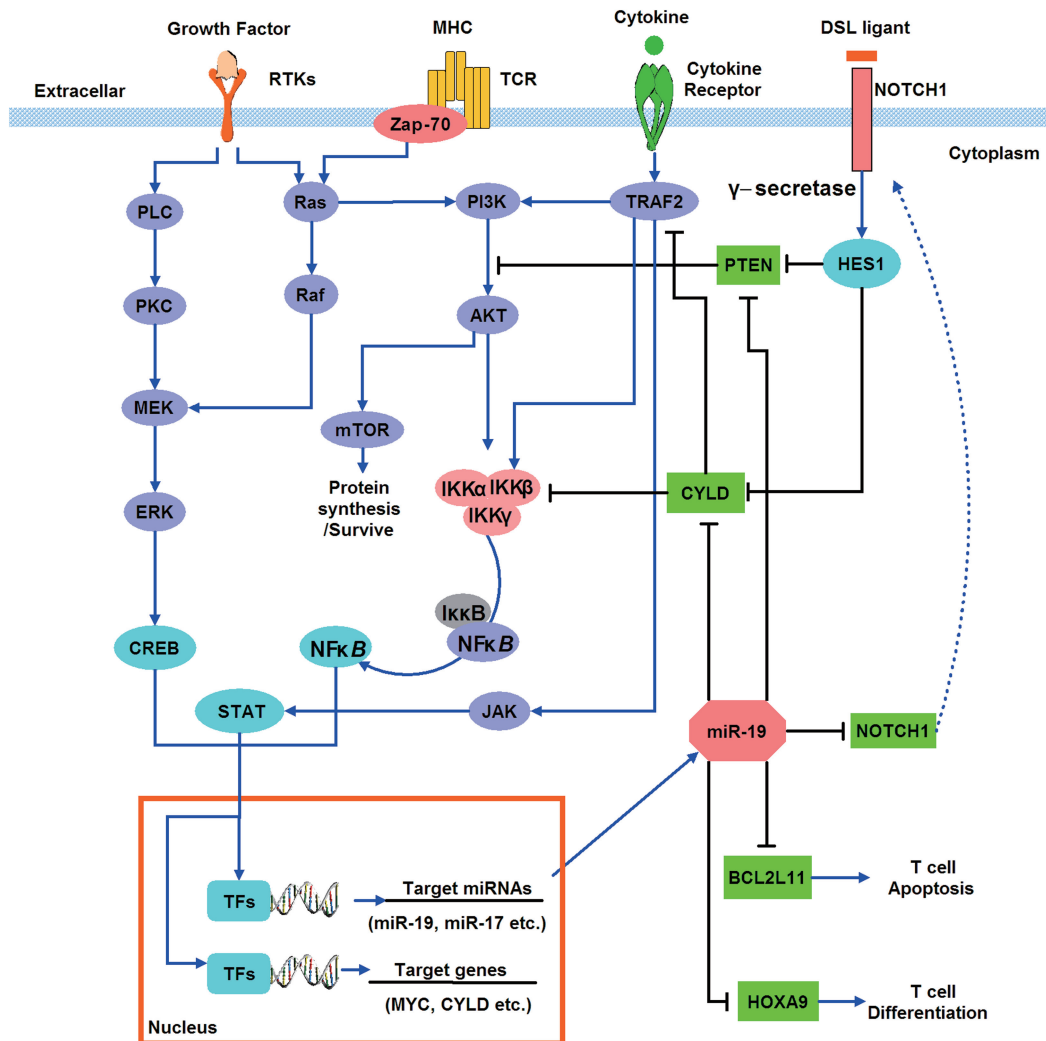 Growth Factor
MHC
Cytokine
DSL ligant
RTKs
TCR
Cytokine
Receptor
NOTCH1
Extracellar
Zap-70
Cytoplasm
γ–secretase
PLC
Ras
PI3K
TRAF2
PTEN
HES1
PKC
Raf
AKT
MEK
mTOR
Protein
synthesis
/Survive
IKKα
IKKβ
IKKγ
CYLD
ERK
IκκB
NFκB
CREB
NFκB
STAT
JAK
miR-19
NOTCH1
BCL2L11
T cell
Apoptosis
TFs
Target miRNAs
(miR-19, miR-17 etc.)
TFs
Target genes
(MYC, CYLD etc.)
HOXA9
T cell
Differentiation
Nucleus